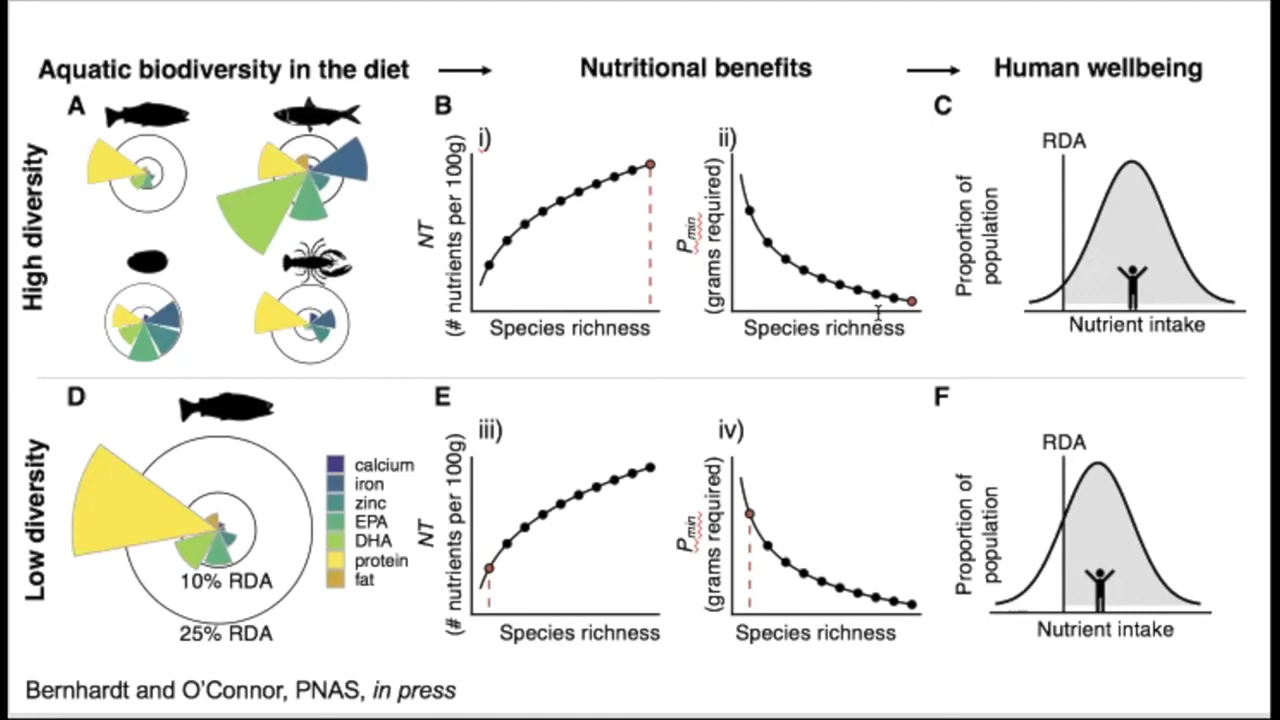 Aquatic biodiversity in the diet
Nutritional benefits
Human wellbeing
High diversity
A
B
i)
NT
(# nutrients per 100g)
Species richness
ii)
Pmin
(grams required)
Species richness
C
RDA
Proportion of
population
Nutrient intake
Low diversity
D
10% RDA
25% RDA
calcium
iron
zinc
EPA
DHA
protein
fat
E
iii)
NT
(# nutrients per 100g)
Species richness
iv)
Pmin
(grams required)
Species richness
F
RDA
Proportion of
population
Nutrient intake
Bernhardt and O'Connor, PNAS, in press